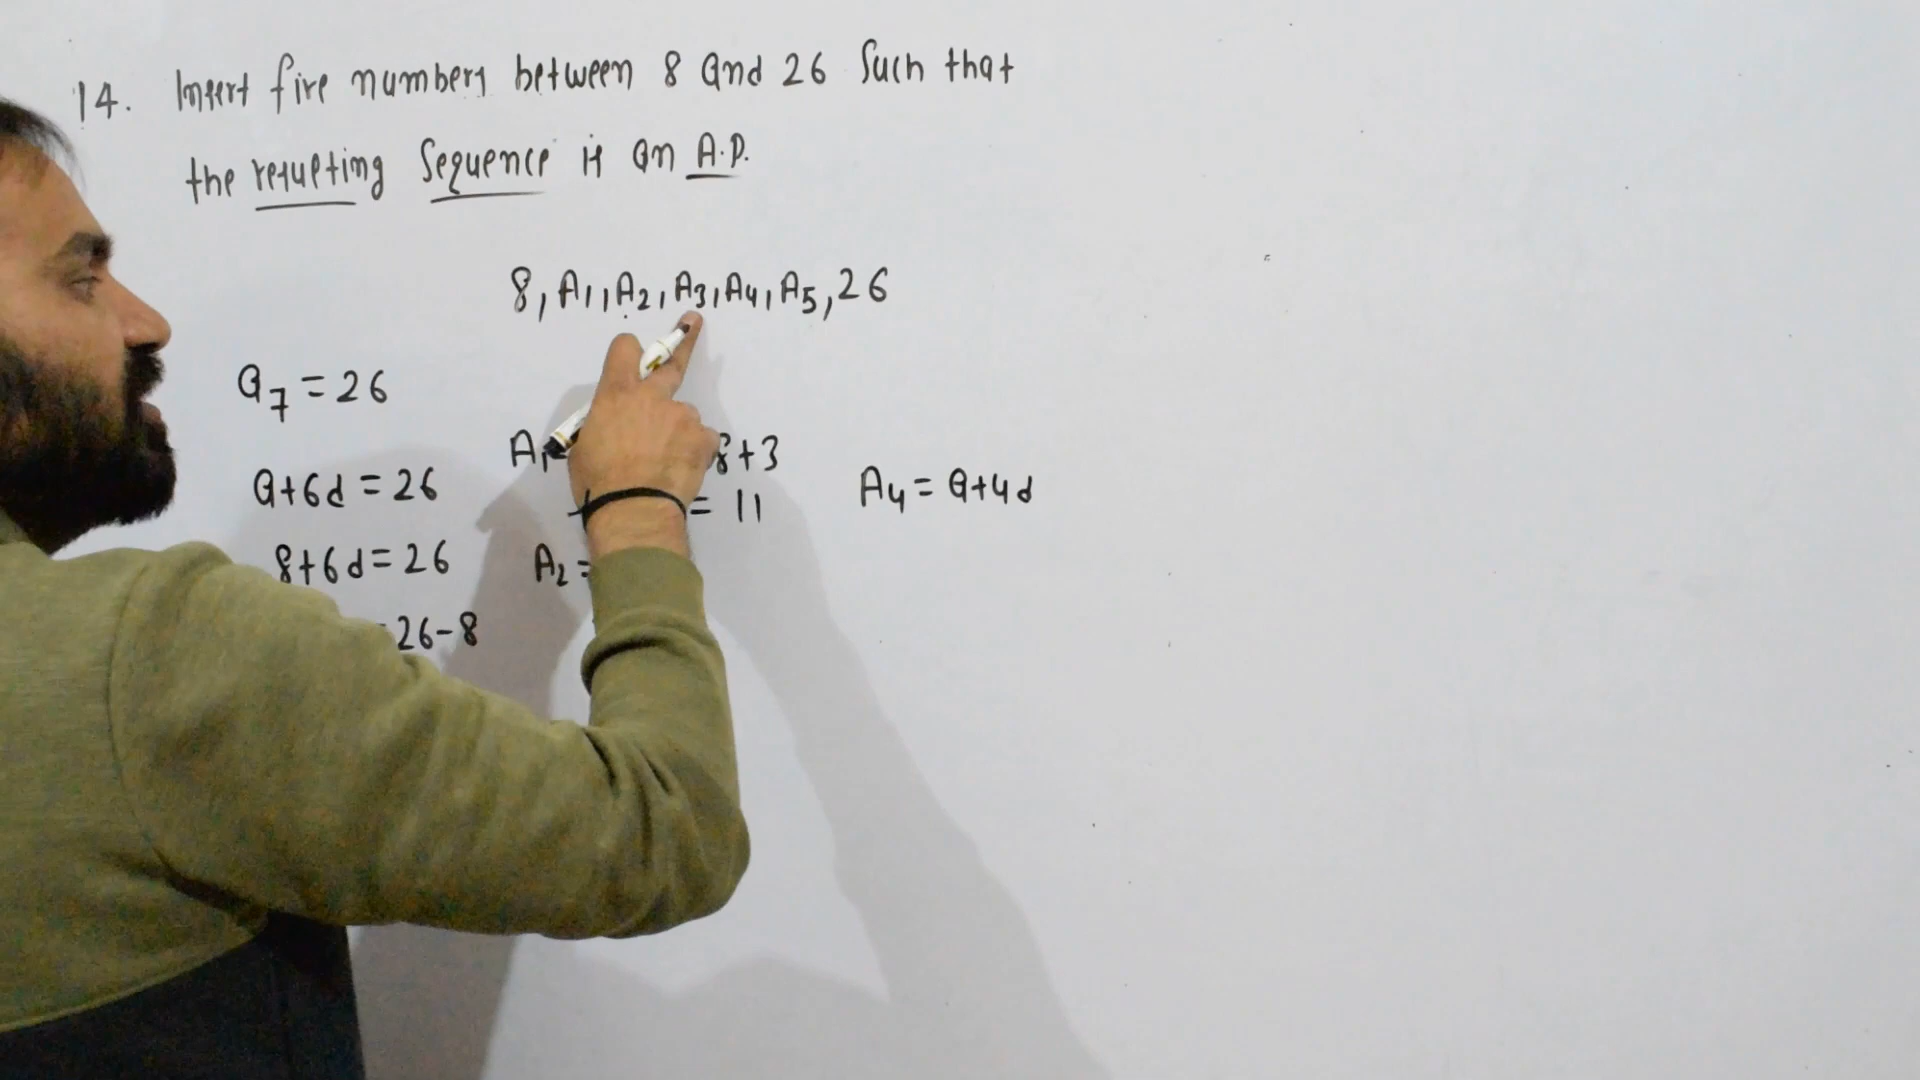 14. Insert five numbers between 8 and 26 Such that
the resulting Sequence is an A.P.
8, A1, A2, A3, A4, A5, 26
a7 = 26
a+6d = 26
8+6d = 26
26-8
A1=
8+3
= 11
A2 =
A4 = a+4d